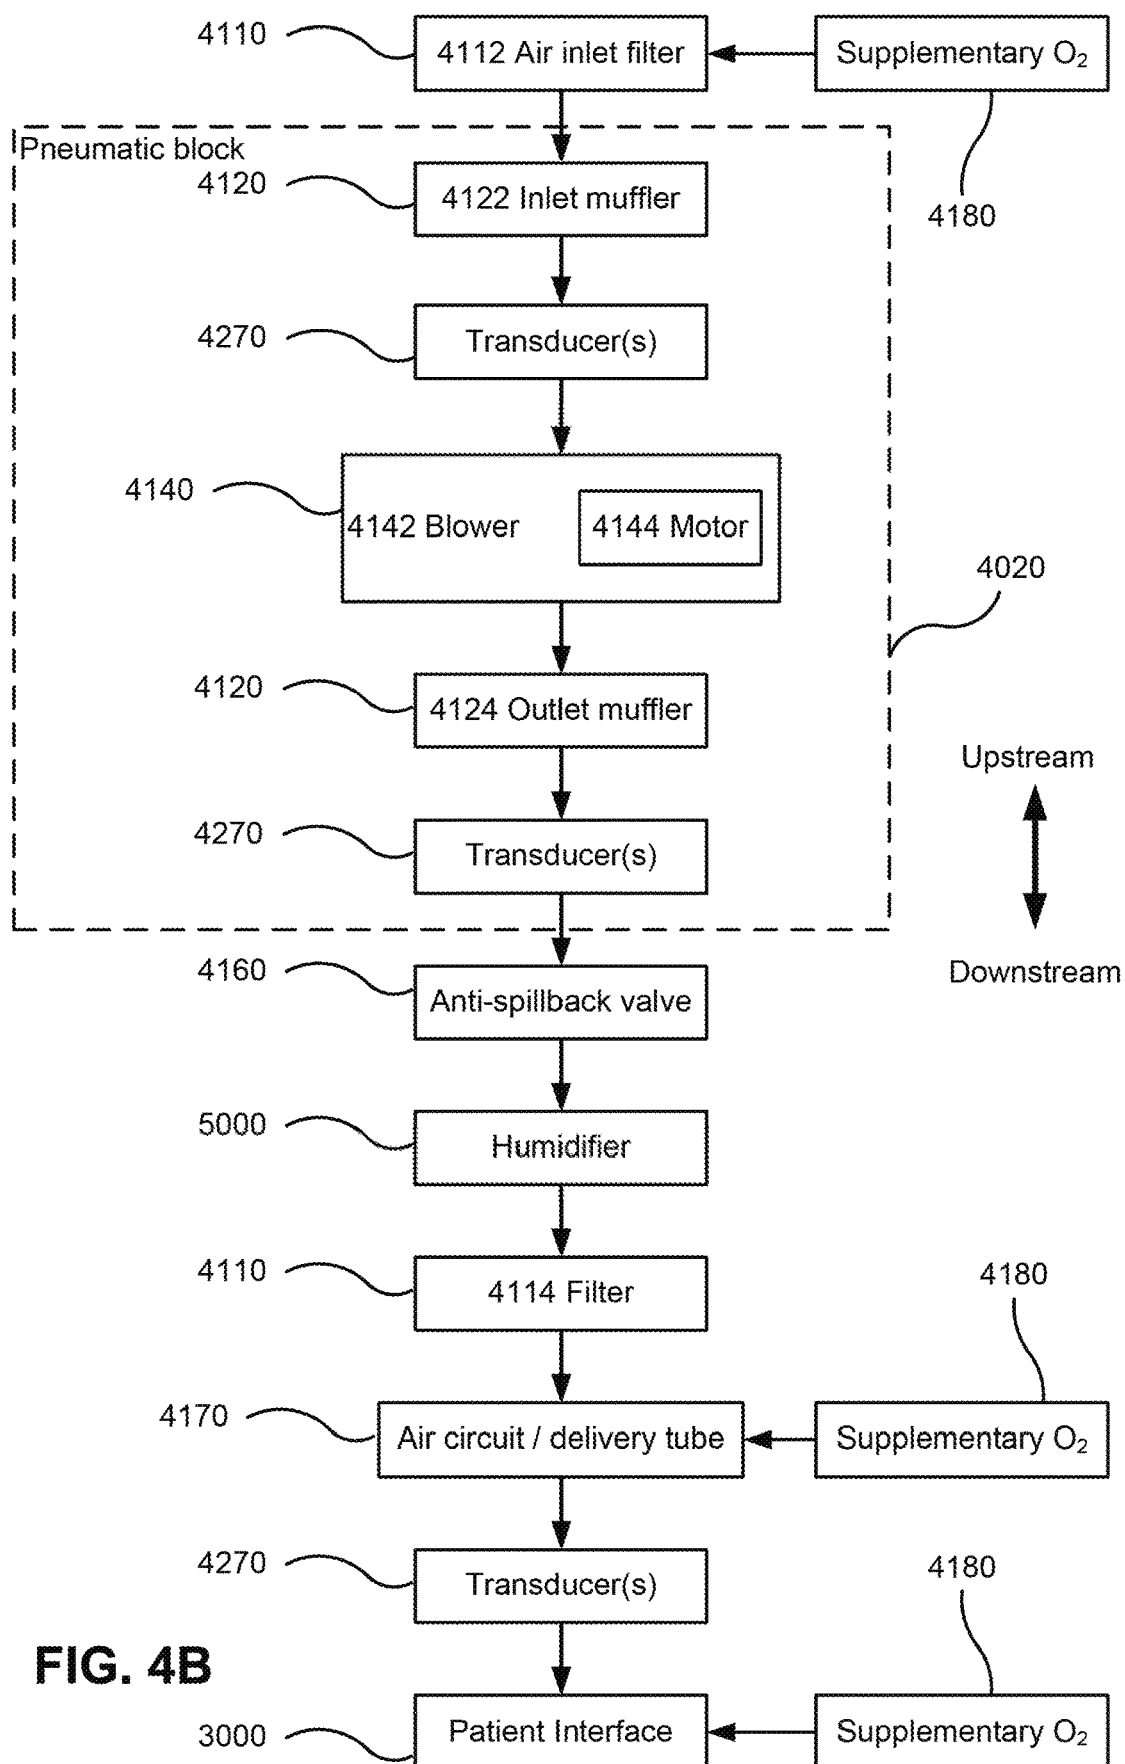 4110
4112 Air inlet filter
Supplementary O₂
4180
Pneumatic block
4120
4122 Inlet muffler
4270
Transducer(s)
4140
4142 Blower
4144 Motor
4020
4120
4124 Outlet muffler
Upstream
4270
Transducer(s)
Downstream
4160
Anti-spillback valve
5000
Humidifier
4110
4114 Filter
4180
4170
Air circuit / delivery tube
Supplementary O₂
4270
Transducer(s)
4180
FIG. 4B
3000
Patient Interface
Supplementary O₂